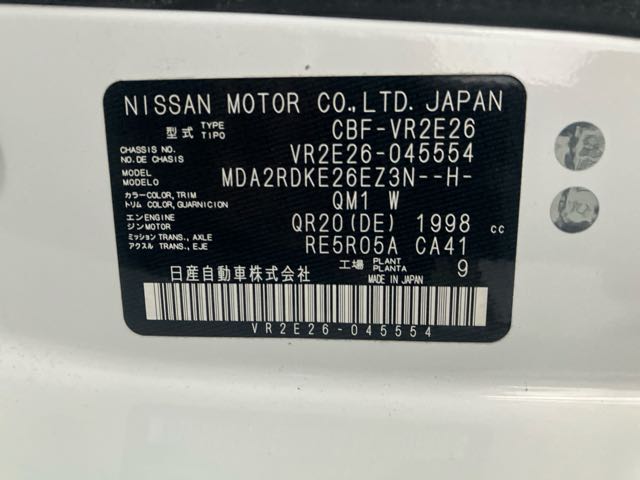 NISSAN MOTOR CO.,LTD. JAPAN
型式 TYPE TIPO CBF-VR2E26
CHASSIS NO. NO. DE CHASIS VR2E26-045554
MODEL MODELO MDA2RDKE26EZ3N--H-
カラー COLOR, TRIM トリム COLOR, GUARNICION QM1 W
エンジン ENGINE MOTOR QR20(DE) 1998 cc
ミッション TRANS., AXLE アクスル TRANS., EJE RE5R05A CA41
工場 PLANT PLANTA 9
日産自動車株式会社 MADE IN JAPAN
VR2E26-045554